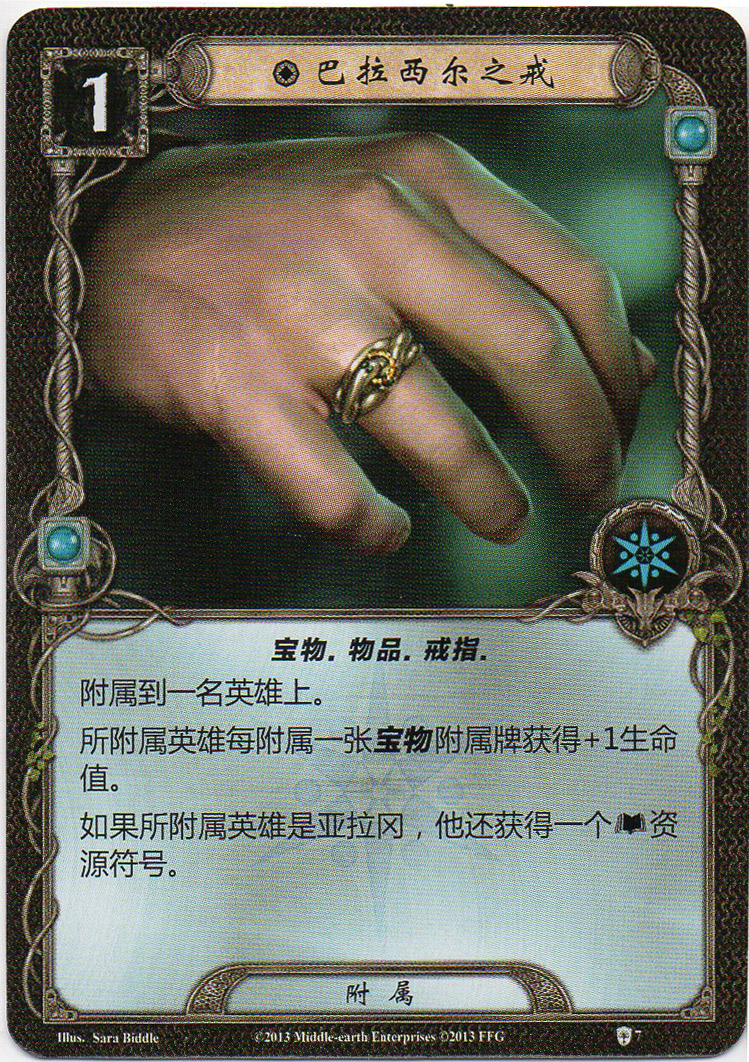 1
巴拉西尔之戒
宝物. 物品. 戒指.
附属到一名英雄上。
所附属英雄每附属一张宝物附属牌获得+1生命
值。
如果所附属英雄是亚拉冈，他还获得一个资
源符号。
附 属
Illus. Sara Biddle
©2013 Middle-earth Enterprises ©2013 FFG
7